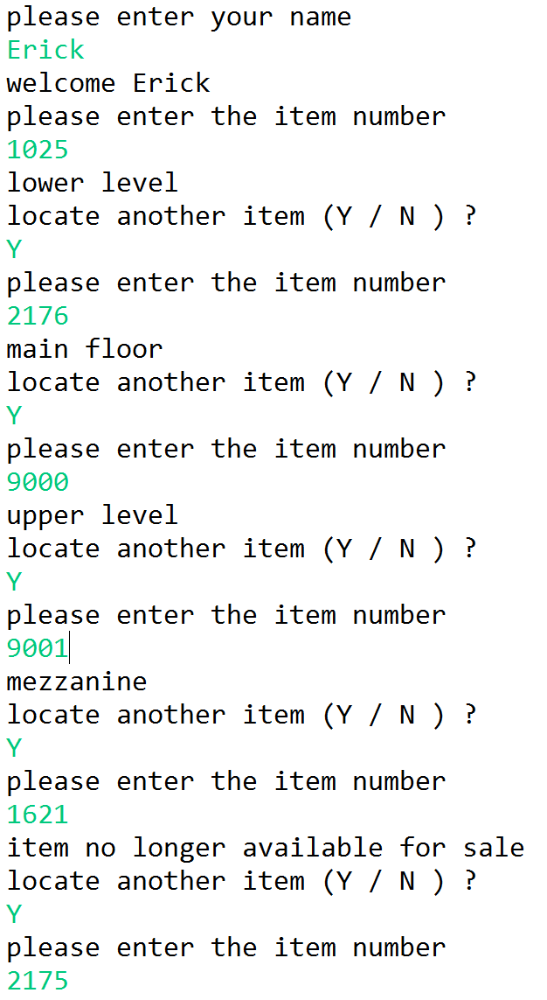 please enter your name
Erick
welcome Erick
please enter the item number
1025
lower level
locate another item (Y / N ) ?
Y
please enter the item number
2176
main floor
locate another item (Y / N ) ?
Y
please enter the item number
9000
upper level
locate another item (Y / N ) ?
Y
please enter the item number
9001
mezzanine
locate another item (Y / N ) ?
Y
please enter the item number
1621
item no longer available for sale
locate another item (Y / N ) ?
Y
please enter the item number
2175